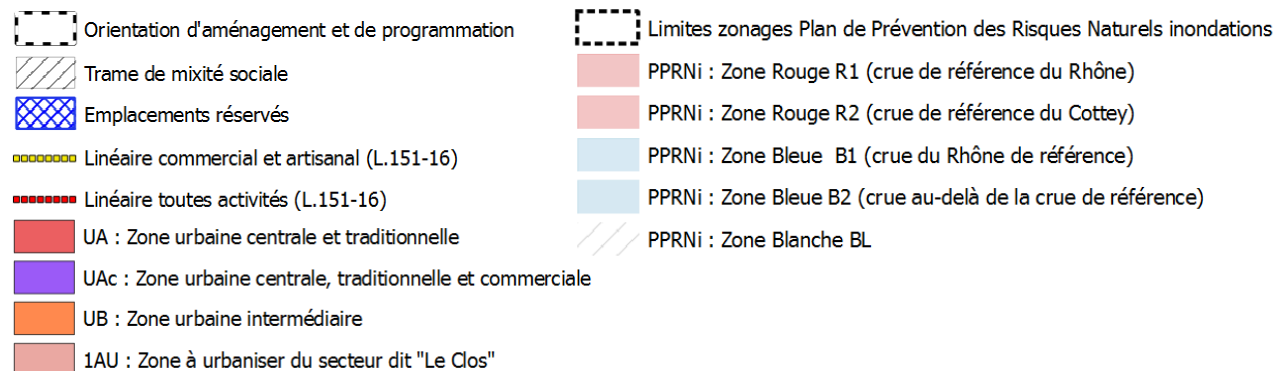 Orientation d'aménagement et de programmation
Trame de mixité sociale
Emplacements réservés
Linéaire commercial et artisanal (L.151-16)
Linéaire toutes activités (L.151-16)
UA : Zone urbaine centrale et traditionnelle
UAc : Zone urbaine centrale, traditionnelle et commerciale
UB : Zone urbaine intermédiaire
1AU : Zone à urbaniser du secteur dit "Le Clos"
Limites zonages Plan de Prévention des Risques Naturels inondations
PPRNi : Zone Rouge R1 (crue de référence du Rhône)
PPRNi : Zone Rouge R2 (crue de référence du Cottey)
PPRNi : Zone Bleue B1 (crue du Rhône de référence)
PPRNi : Zone Bleue B2 (crue au-delà de la crue de référence)
PPRNi : Zone Blanche BL